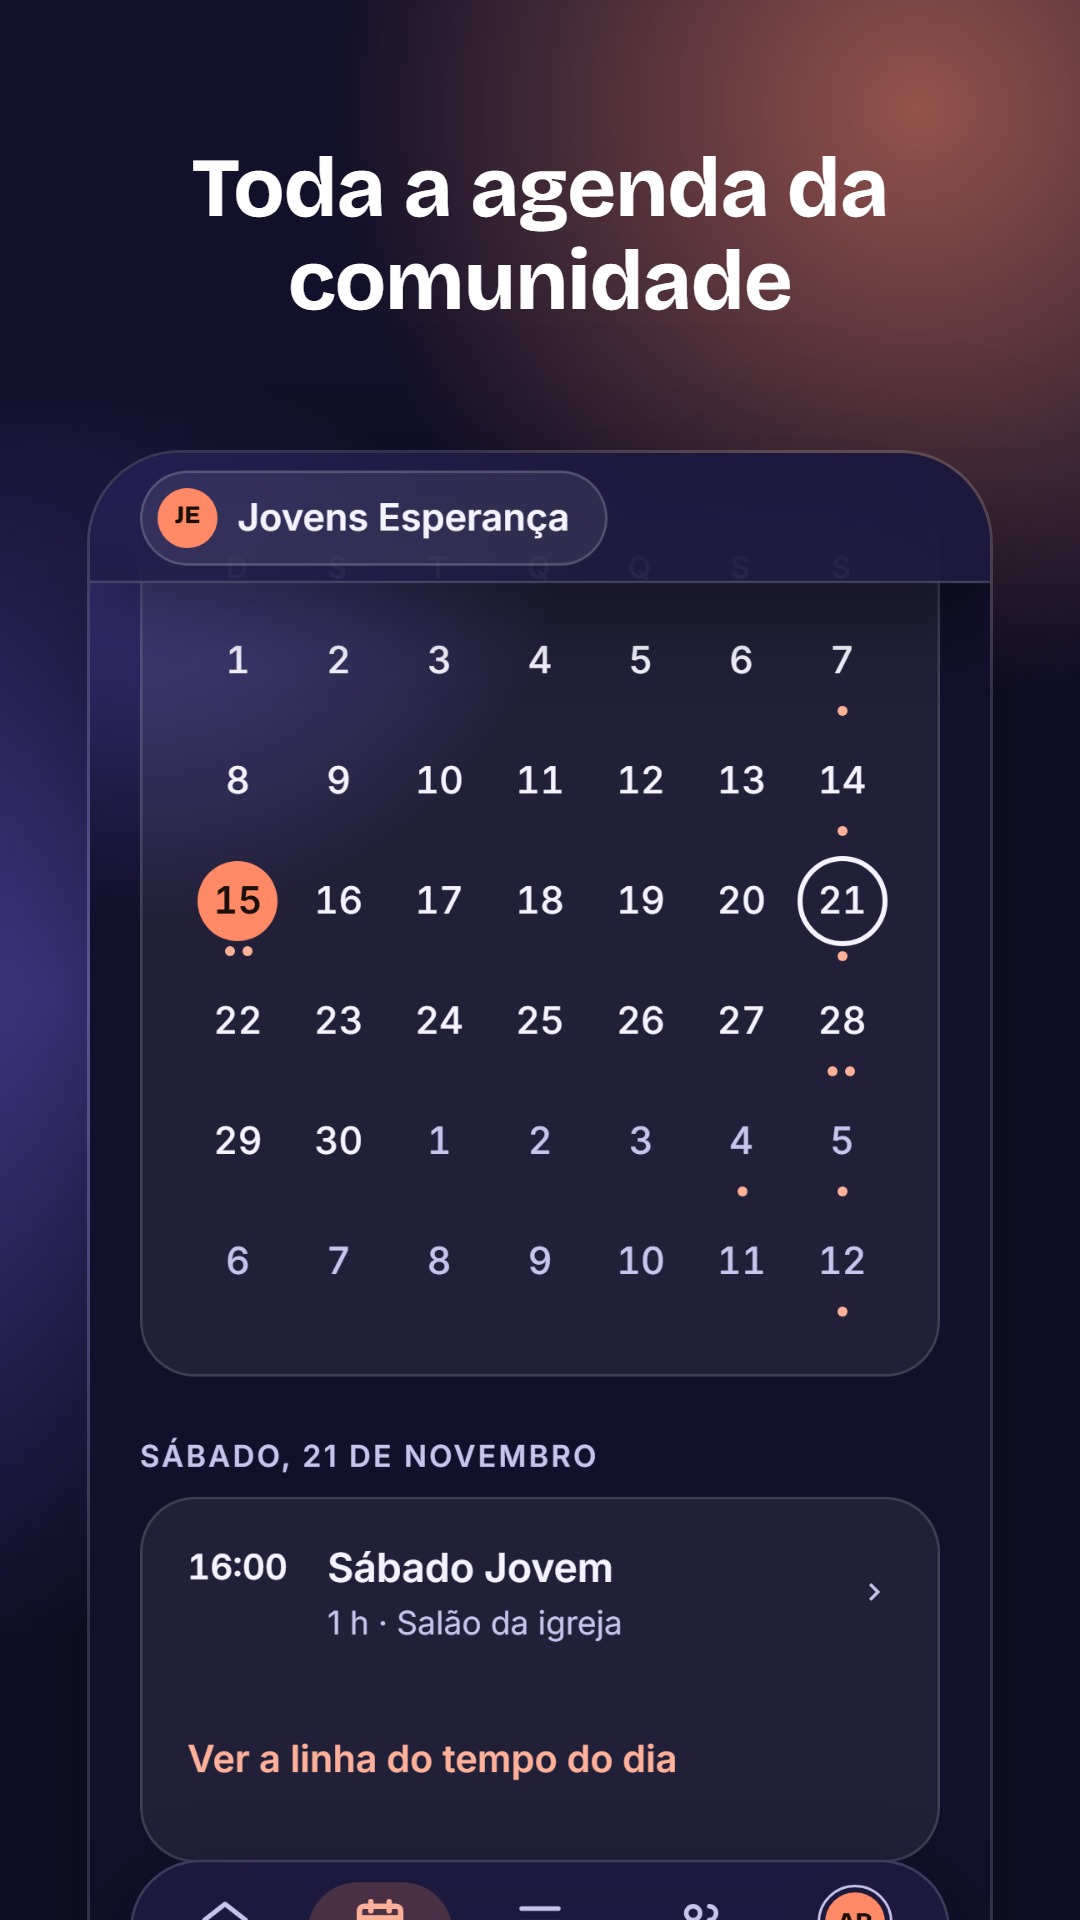 Toda a agenda da
comunidade
JE Jovens Esperança
D S T Q Q S S
1 2 3 4 5 6 7
8 9 10 11 12 13 14
15 16 17 18 19 20 21
22 23 24 25 26 27 28
29 30 1 2 3 4 5
6 7 8 9 10 11 12
SÁBADO, 21 DE NOVEMBRO
16:00 Sábado Jovem
1 h · Salão da igreja
Ver a linha do tempo do dia